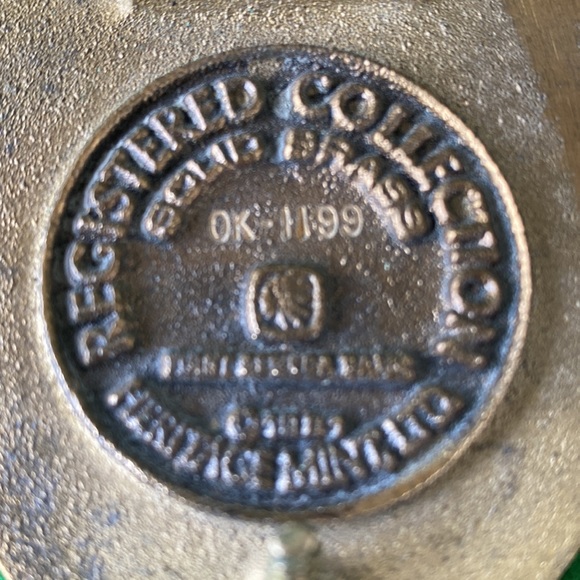 REGISTERED COLLECTION
SOLID BRASS
OK-1199
HERITAGE MINT, LTD.